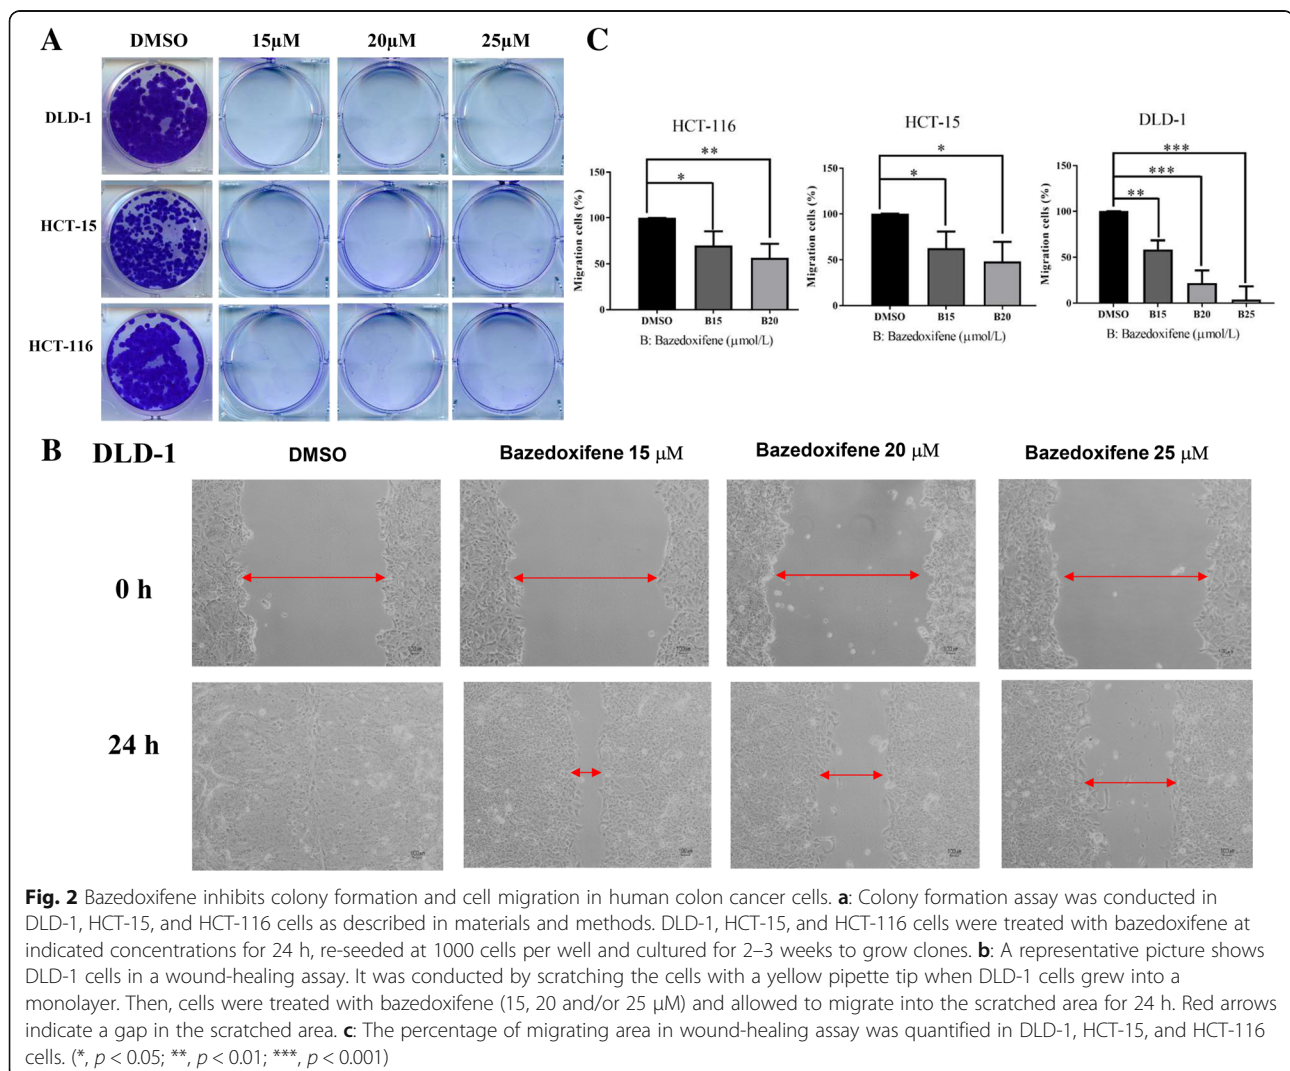 A
DMSO 15μM 20μM 25μM
DLD-1
HCT-15
HCT-116
C
HCT-116
Migration cells (%)
150
100
50
0
* **
DMSO B15 B20
B: Bazedoxifene (μmol/L)
HCT-15
Migration cells (%)
150
100
50
0
* *
DMSO B15 B20
B: Bazedoxifene (μmol/L)
DLD-1
Migration cells (%)
150
100
50
0
** *** ***
DMSO B15 B20 B25
B: Bazedoxifene (μmol/L)
B DLD-1
DMSO Bazedoxifene 15 μM Bazedoxifene 20 μM Bazedoxifene 25 μM
0 h
24 h
Fig. 2 Bazedoxifene inhibits colony formation and cell migration in human colon cancer cells. a: Colony formation assay was conducted in
DLD-1, HCT-15, and HCT-116 cells as described in materials and methods. DLD-1, HCT-15, and HCT-116 cells were treated with bazedoxifene at
indicated concentrations for 24 h, re-seeded at 1000 cells per well and cultured for 2–3 weeks to grow clones. b: A representative picture shows
DLD-1 cells in a wound-healing assay. It was conducted by scratching the cells with a yellow pipette tip when DLD-1 cells grew into a
monolayer. Then, cells were treated with bazedoxifene (15, 20 and/or 25 μM) and allowed to migrate into the scratched area for 24 h. Red arrows
indicate a gap in the scratched area. c: The percentage of migrating area in wound-healing assay was quantified in DLD-1, HCT-15, and HCT-116
cells. (*, p < 0.05; **, p < 0.01; ***, p < 0.001)